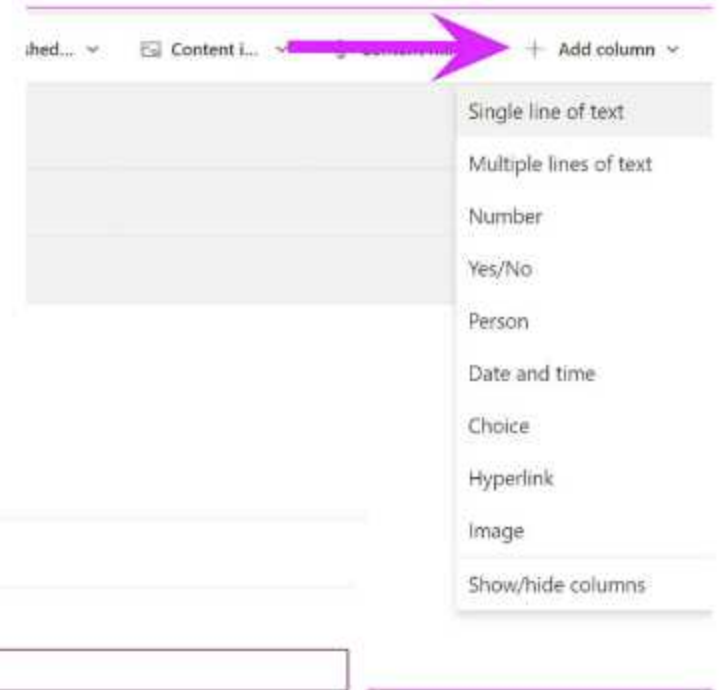 shed... Content i... Add column
Single line of text
Multiple lines of text
Number
Yes/No
Person
Date and time
Choice
Hyperlink
Image
Show/hide columns